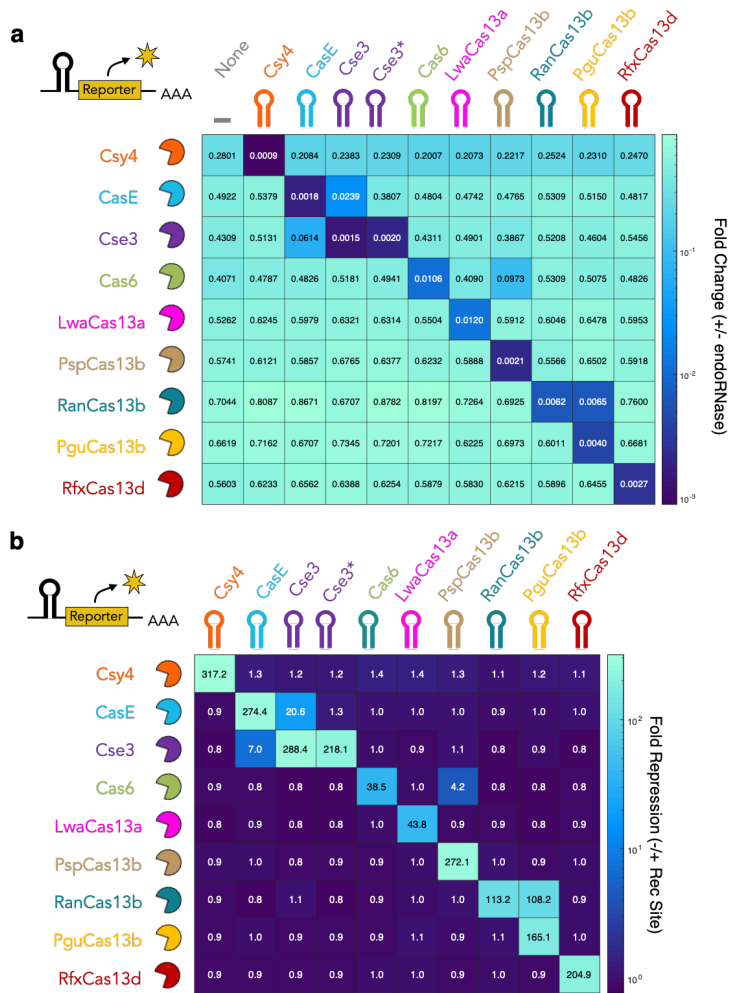 a
Reporter
AAA
None
Csy4
CasE
Cse3
Cse3*
Cas6
LwaCas13a
PspCas13b
RanCas13b
PguCas13b
RfxCas13d
Csy4 0.2801 0.0009 0.2084 0.2383 0.2309 0.2007 0.2073 0.2217 0.2524 0.2310 0.2470
CasE 0.4922 0.5379 0.0018 0.0239 0.3807 0.4804 0.4742 0.4765 0.5309 0.5150 0.4817
Cse3 0.4309 0.5131 0.0614 0.0015 0.0020 0.4311 0.4901 0.3867 0.5208 0.4604 0.5456
Cas6 0.4071 0.4787 0.4826 0.5181 0.4941 0.0106 0.4090 0.0973 0.5309 0.5075 0.4826
LwaCas13a 0.5262 0.6245 0.5979 0.6321 0.6314 0.5504 0.0120 0.5912 0.6046 0.6478 0.5953
PspCas13b 0.5741 0.6121 0.5857 0.6765 0.6377 0.6232 0.5888 0.0021 0.5566 0.6502 0.5918
RanCas13b 0.7044 0.8087 0.8671 0.6707 0.8782 0.8197 0.7264 0.6925 0.0062 0.0065 0.7600
PguCas13b 0.6619 0.7162 0.6707 0.7345 0.7201 0.7217 0.6225 0.6973 0.6011 0.0040 0.6681
RfxCas13d 0.5603 0.6233 0.6562 0.6388 0.6254 0.5879 0.5830 0.6215 0.5896 0.6455 0.0027
10⁻¹
10⁻²
10⁻³
Fold Change (+/- endoRNase)
b
Reporter
AAA
Csy4
CasE
Cse3
Cse3*
Cas6
LwaCas13a
PspCas13b
RanCas13b
PguCas13b
RfxCas13d
Csy4 317.2 1.3 1.2 1.2 1.4 1.4 1.3 1.1 1.2 1.1
CasE 0.9 274.4 20.6 1.3 1.0 1.0 1.0 0.9 1.0 1.0
Cse3 0.8 7.0 288.4 218.1 1.0 0.9 1.1 0.8 0.9 0.8
Cas6 0.9 0.8 0.8 0.8 38.5 1.0 4.2 0.8 0.8 0.8
LwaCas13a 0.8 0.9 0.8 0.8 1.0 43.8 0.9 0.9 0.8 0.9
PspCas13b 0.9 1.0 0.8 0.9 0.9 1.0 272.1 1.0 0.9 1.0
RanCas13b 0.9 0.8 1.1 0.8 0.9 1.0 1.0 113.2 108.2 0.9
PguCas13b 0.9 1.0 0.9 0.9 0.9 1.1 0.9 1.1 165.1 1.0
RfxCas13d 0.9 0.9 0.9 0.9 1.0 1.0 0.9 1.0 0.9 204.9
10²
10¹
10⁰
Fold Repression (-/+ Rec Site)